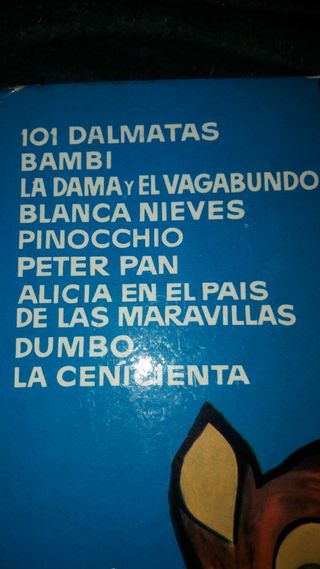 101 DALMATAS
BAMBI
LA DAMA Y EL VAGABUNDO
BLANCA NIEVES
PINOCCHIO
PETER PAN
ALICIA EN EL PAIS
DE LAS MARAVILLAS
DUMBO
LA CENICIENTA